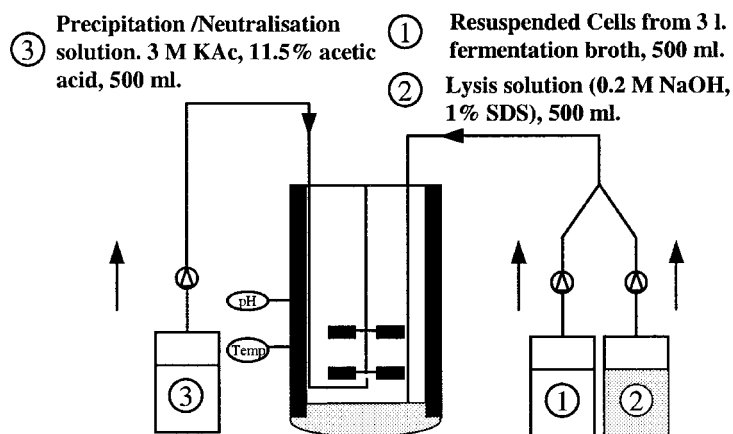 ③ Precipitation /Neutralisation
solution. 3 M KAc, 11.5% acetic
acid, 500 ml.
① Resuspended Cells from 3 l.
fermentation broth, 500 ml.
② Lysis solution (0.2 M NaOH,
1% SDS), 500 ml.
pH
Temp
③
①
②